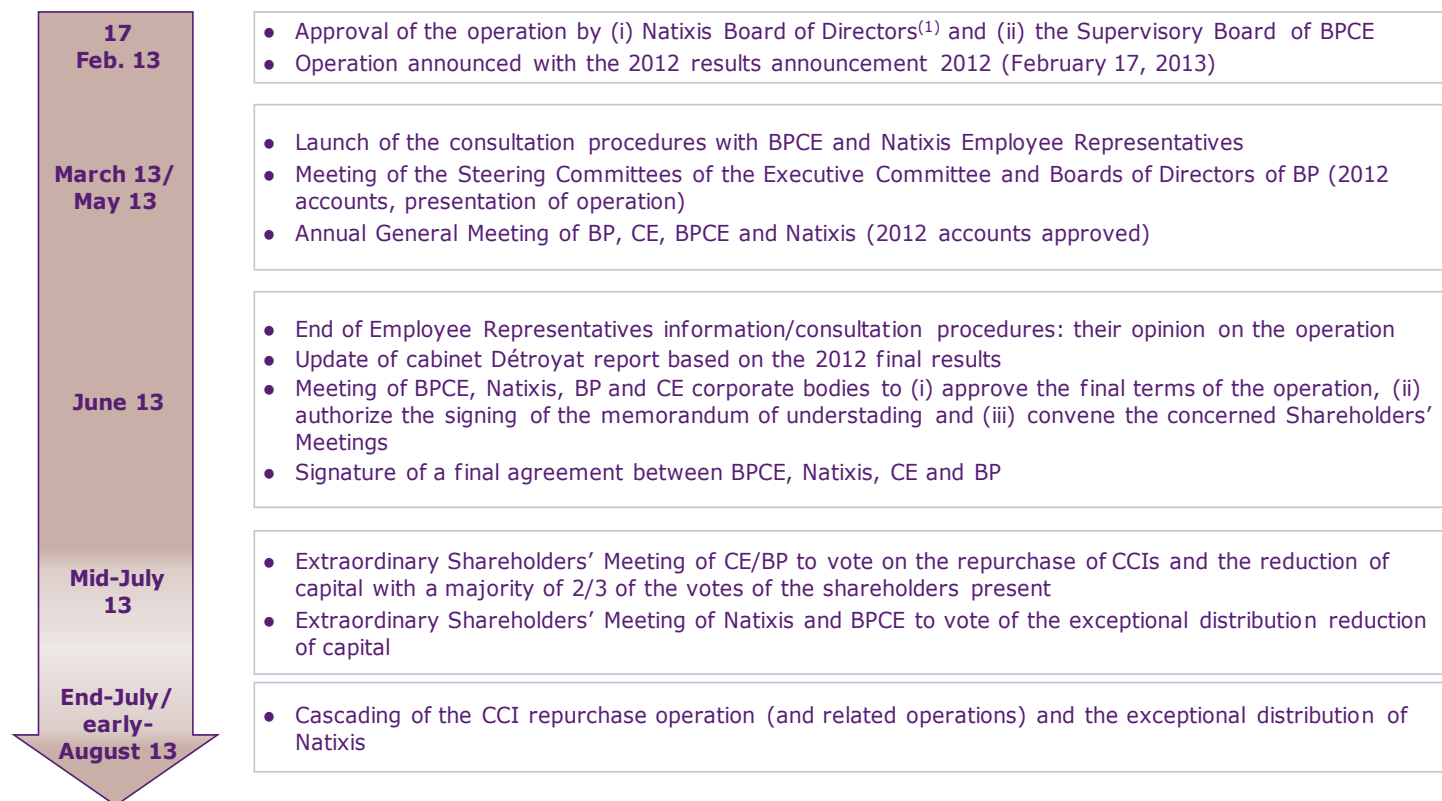 17
Feb. 13
● Approval of the operation by (i) Natixis Board of Directors(1) and (ii) the Supervisory Board of BPCE
● Operation announced with the 2012 results announcement 2012 (February 17, 2013)
March 13/
May 13
● Launch of the consultation procedures with BPCE and Natixis Employee Representatives
● Meeting of the Steering Committees of the Executive Committee and Boards of Directors of BP (2012
accounts, presentation of operation)
● Annual General Meeting of BP, CE, BPCE and Natixis (2012 accounts approved)
June 13
● End of Employee Representatives information/consultation procedures: their opinion on the operation
● Update of cabinet Détroyat report based on the 2012 final results
● Meeting of BPCE, Natixis, BP and CE corporate bodies to (i) approve the final terms of the operation, (ii)
authorize the signing of the memorandum of understading and (iii) convene the concerned Shareholders’
Meetings
● Signature of a final agreement between BPCE, Natixis, CE and BP
Mid-July
13
● Extraordinary Shareholders’ Meeting of CE/BP to vote on the repurchase of CCIs and the reduction of
capital with a majority of 2/3 of the votes of the shareholders present
● Extraordinary Shareholders’ Meeting of Natixis and BPCE to vote of the exceptional distribution reduction
of capital
End-July/
early-
August 13
● Cascading of the CCI repurchase operation (and related operations) and the exceptional distribution of
Natixis